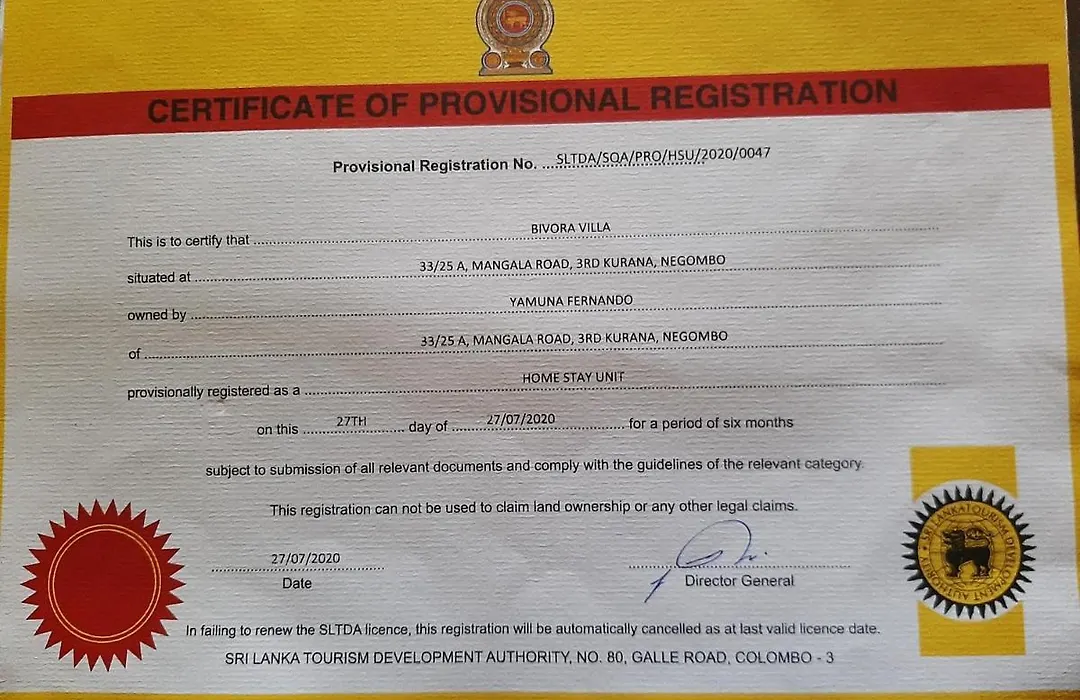 CERTIFICATE OF PROVISIONAL REGISTRATION
Provisional Registration No. ...SLTDA/SQA/PRO/HSU/2020/0047
This is to certify that ... BIVORA VILLA
situated at ... 33/25 A, MANGALA ROAD, 3RD KURANA, NEGOMBO
owned by ... YAMUNA FERNANDO
of ... 33/25 A, MANGALA ROAD, 3RD KURANA, NEGOMBO
provisionally registered as a ... HOME STAY UNIT
on this ... 27TH ... day of ... 27/07/2020 ... for a period of six months
subject to submission of all relevant documents and comply with the guidelines of the relevant category.
This registration can not be used to claim land ownership or any other legal claims.
27/07/2020
Date
Director General
SRI LANKA TOURISM DEVELOPMENT AUTHORITY
In failing to renew the SLTDA licence, this registration will be automatically cancelled as at last valid licence date.
SRI LANKA TOURISM DEVELOPMENT AUTHORITY, NO. 80, GALLE ROAD, COLOMBO - 3